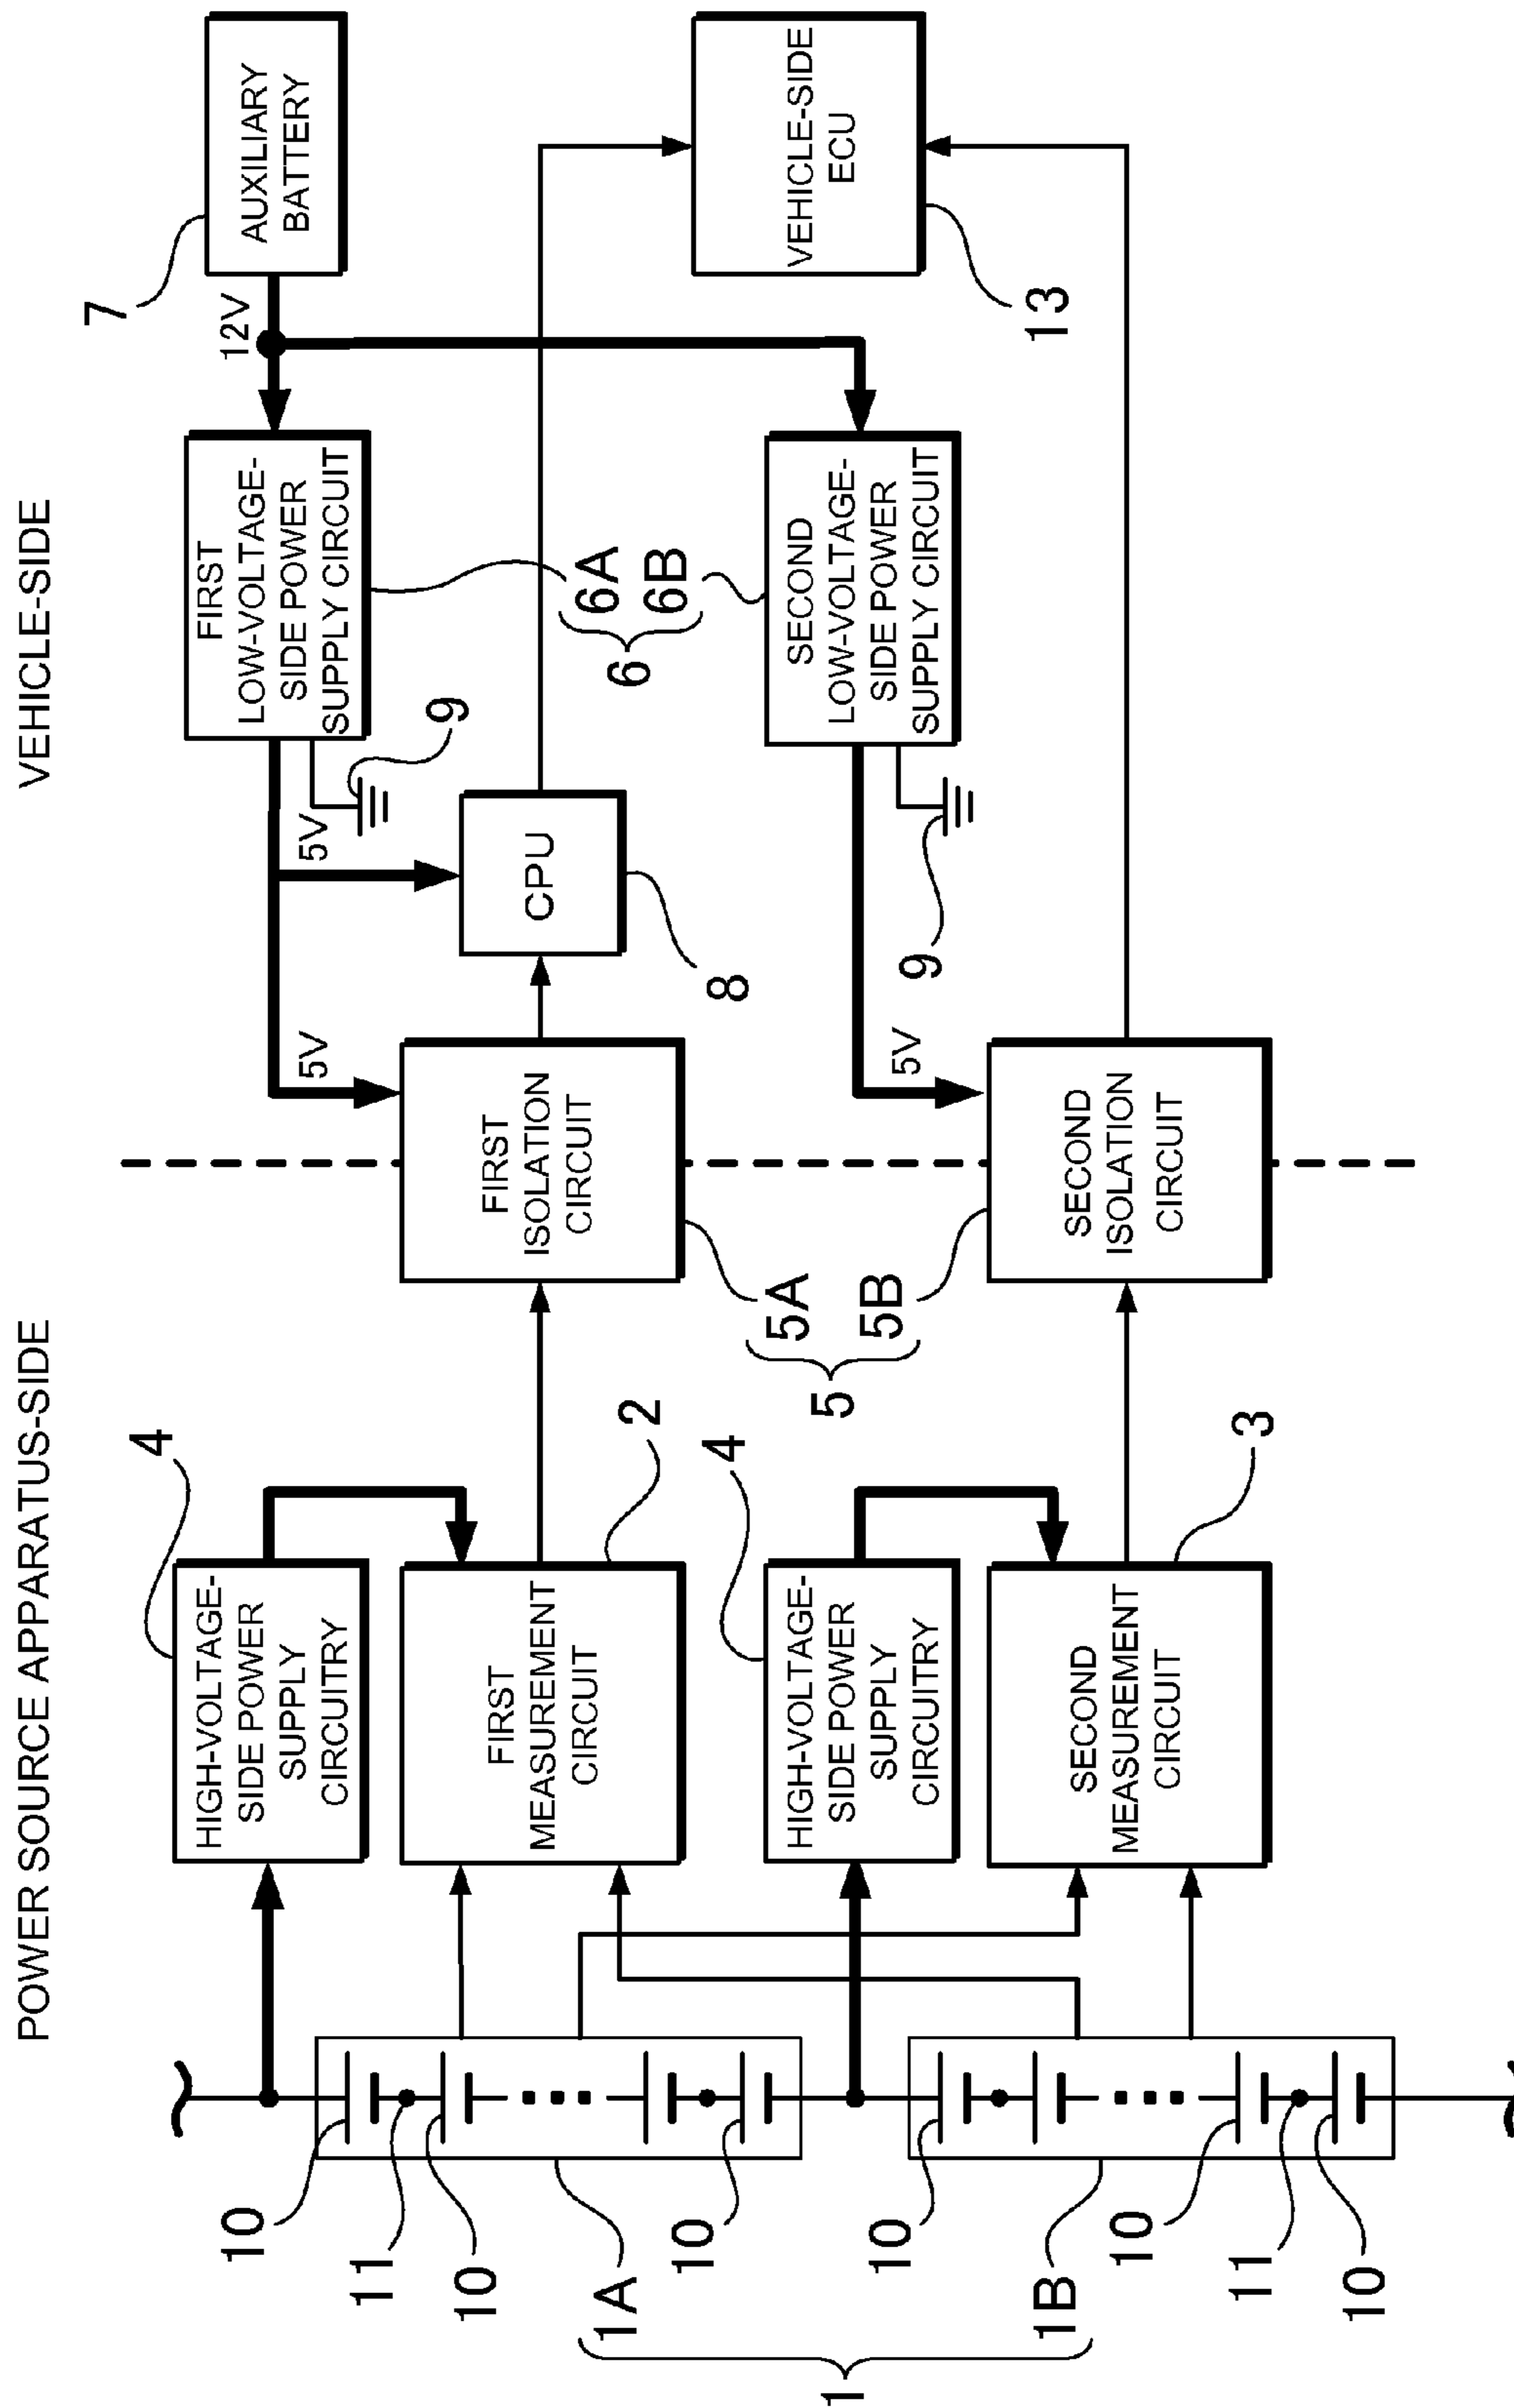 POWER SOURCE APPARATUS-SIDE
VEHICLE-SIDE
4
HIGH-VOLTAGE-
SIDE POWER
SUPPLY
CIRCUITRY
FIRST
LOW-VOLTAGE-
SIDE POWER
SUPPLY CIRCUIT
12V
7
AUXILIARY
BATTERY
5V
5V
9
10
11
10
10
1A
1
FIRST
MEASUREMENT
CIRCUIT
2
FIRST
ISOLATION
CIRCUIT
CPU
8
6A
6B
6
5A
5B
5
4
HIGH-VOLTAGE-
SIDE POWER
SUPPLY
CIRCUITRY
SECOND
LOW-VOLTAGE-
SIDE POWER
SUPPLY CIRCUIT
VEHICLE-SIDE
ECU
13
9
5V
10
1B
10
11
10
SECOND
MEASUREMENT
CIRCUIT
3
SECOND
ISOLATION
CIRCUIT